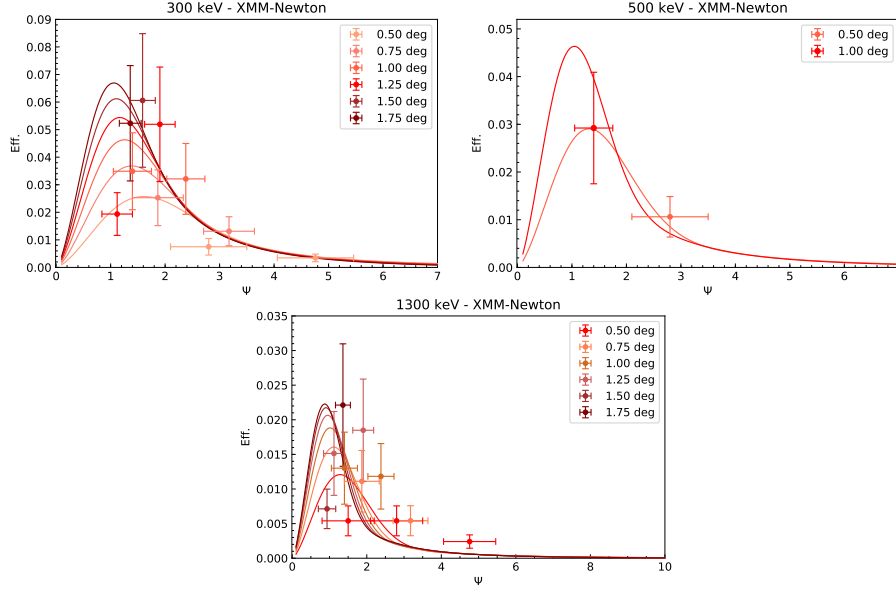 300 keV - XMM-Newton
0.09
0.08
0.07
0.06
0.05
0.04
0.03
0.02
0.01
0.00
Eff.
0 1 2 3 4 5 6 7
Ψ
0.50 deg
0.75 deg
1.00 deg
1.25 deg
1.50 deg
1.75 deg
500 keV - XMM-Newton
0.05
0.04
0.03
0.02
0.01
0.00
Eff.
0 1 2 3 4 5 6
Ψ
0.50 deg
1.00 deg
1300 keV - XMM-Newton
0.035
0.030
0.025
0.020
0.015
0.010
0.005
0.000
Eff.
0 2 4 6 8 10
Ψ
0.50 deg
0.75 deg
1.00 deg
1.25 deg
1.50 deg
1.75 deg